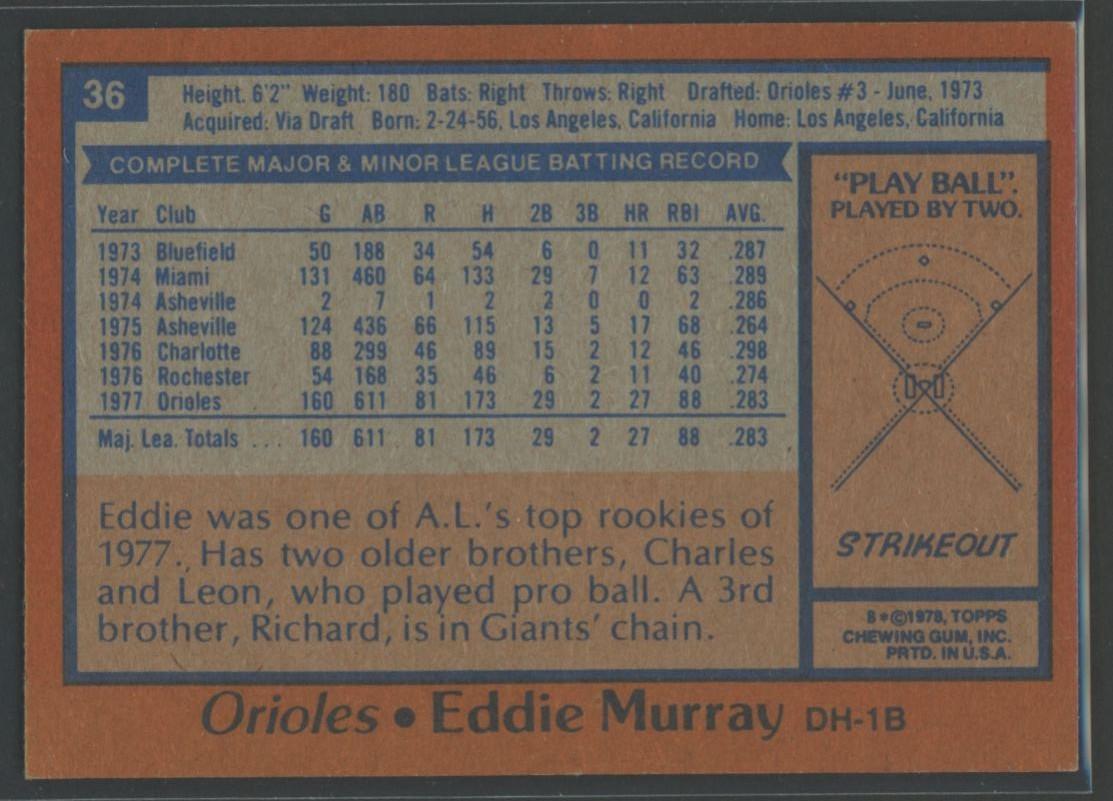 36
Height. 6'2" Weight: 180 Bats: Right Throws: Right Drafted: Orioles #3 - June, 1973
Acquired: Via Draft Born: 2-24-56, Los Angeles, California Home: Los Angeles, California
COMPLETE MAJOR & MINOR LEAGUE BATTING RECORD
Year Club G AB R H 2B 3B HR RBI AVG.
1973 Bluefield 50 188 34 54 6 0 11 32 .287
1974 Miami 131 460 64 133 29 7 12 63 .289
1974 Asheville 2 7 1 2 2 0 0 2 .286
1975 Asheville 124 436 66 115 13 5 17 68 .264
1976 Charlotte 88 299 46 89 15 2 12 46 .298
1976 Rochester 54 168 35 46 6 2 11 40 .274
1977 Orioles 160 611 81 173 29 2 27 88 .283
Maj. Lea. Totals ... 160 611 81 173 29 2 27 88 .283
Eddie was one of A.L.'s top rookies of
1977. Has two older brothers, Charles
and Leon, who played pro ball. A 3rd
brother, Richard, is in Giants' chain.
"PLAY BALL".
PLAYED BY TWO.
STRIKEOUT
B*©1978, TOPPS
CHEWING GUM, INC.
PRTD. IN U.S.A.
Orioles • Eddie Murray DH-1B